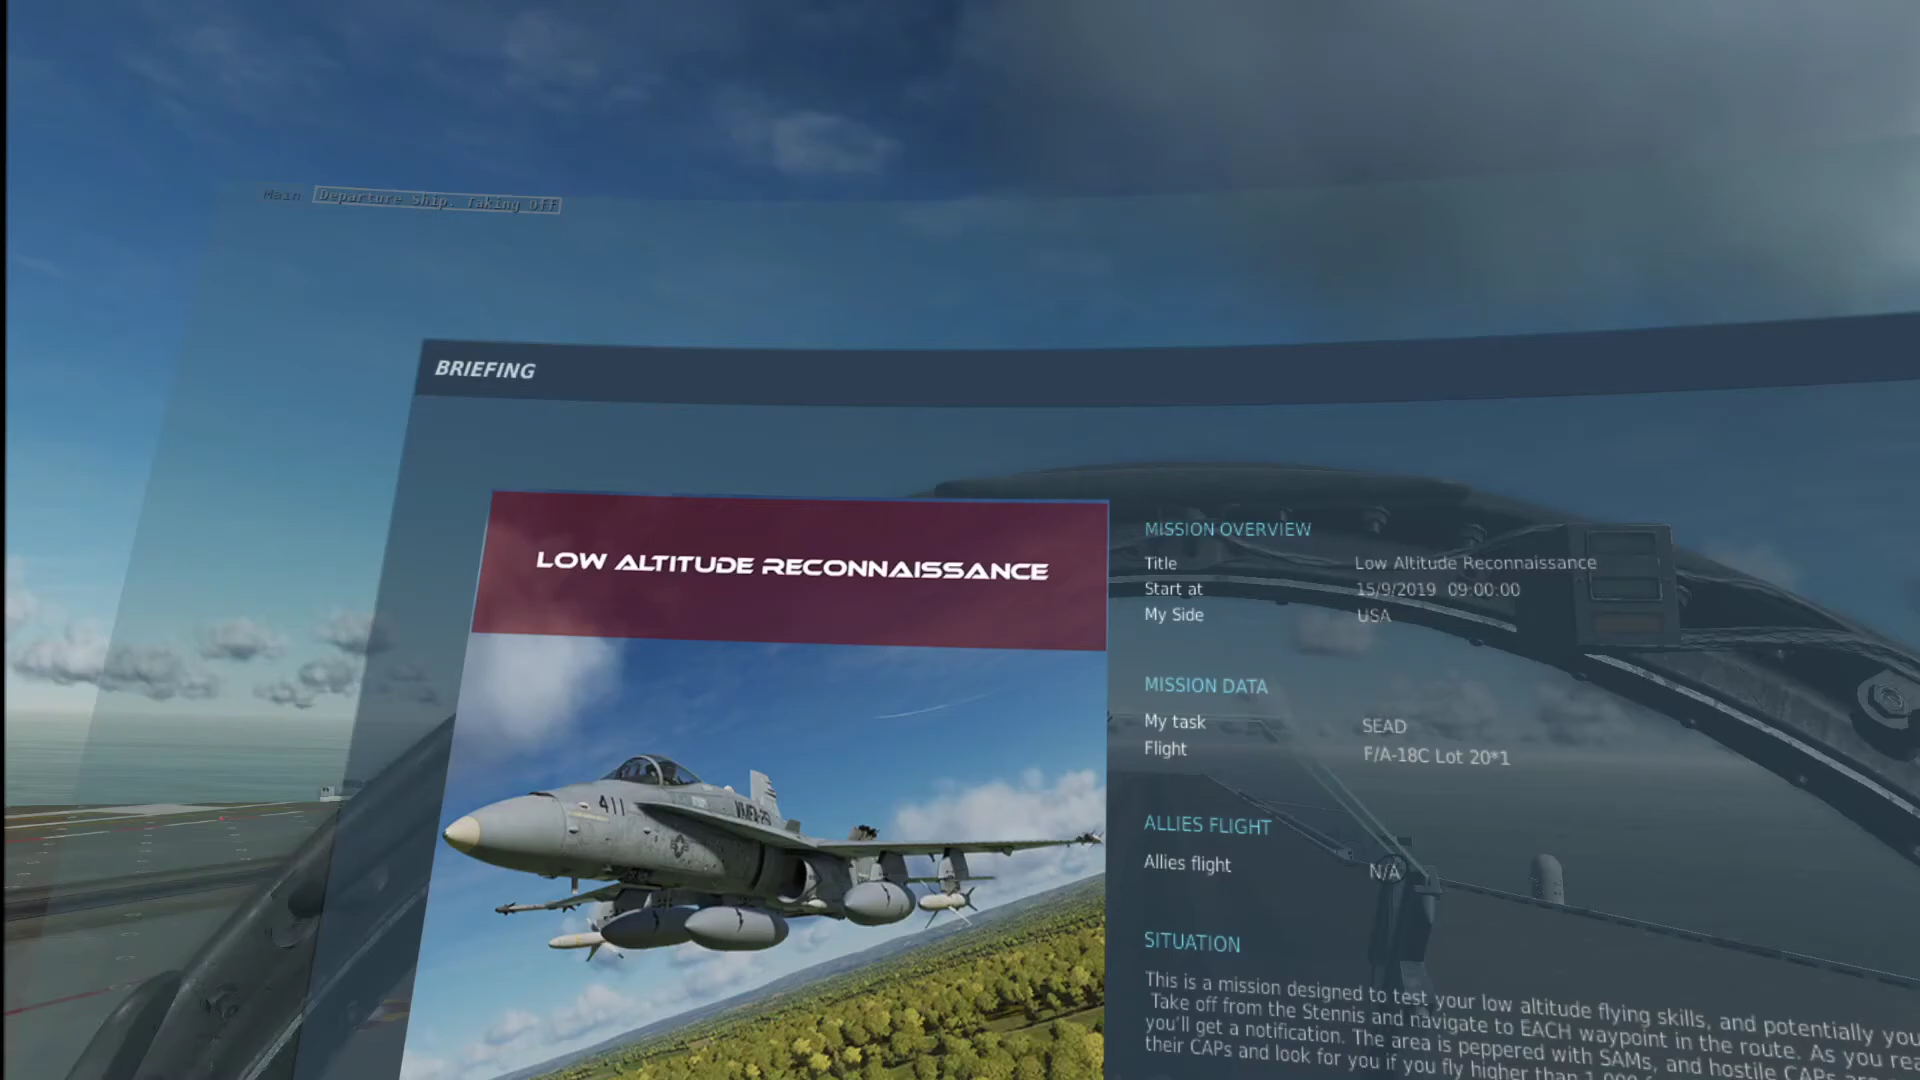 Main Departure Ship. Taking Off
BRIEFING
LOW ALTITUDE RECONNAISSANCE
411
MISSION OVERVIEW
Title Low Altitude Reconnaissance
Start at 15/9/2019 09:00:00
My Side USA
MISSION DATA
My task SEAD
Flight F/A-18C Lot 20*1
ALLIES FLIGHT
Allies flight N/A
SITUATION
This is a mission designed to test your low altitude flying skills, and potentially you
Take off from the Stennis and navigate to EACH waypoint in the route. As you rea
you'll get a notification. The area is peppered with SAMs, and hostile CAPs
their CAPs and look for you if you fly higher than